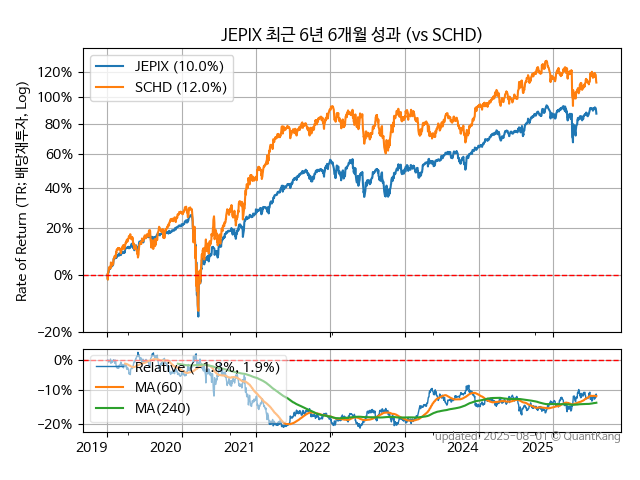 JEPIX 최근 6년 6개월 성과 (vs SCHD)
Rate of Return (TR: 배당재투자, Log)
JEPIX (10.0%)
SCHD (12.0%)
120%
100%
80%
60%
40%
20%
0%
−20%
Relative (−1.8%, 1.9%)
MA(60)
MA(240)
0%
−10%
−20%
updated: 2025-08-01 © QuantKang
2019 2020 2021 2022 2023 2024 2025